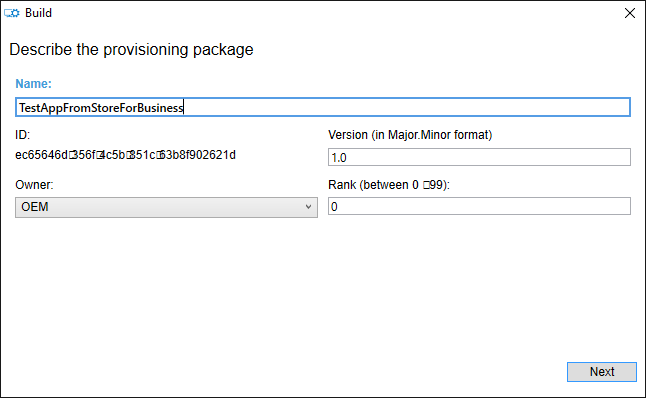 Build
Describe the provisioning package
Name:
TestAppFromStoreForBusiness
ID:
ec65646d□356f□4c5b□851c□63b8f902621d
Version (in Major.Minor format)
1.0
Owner:
OEM
Rank (between 0 □99):
0
Next